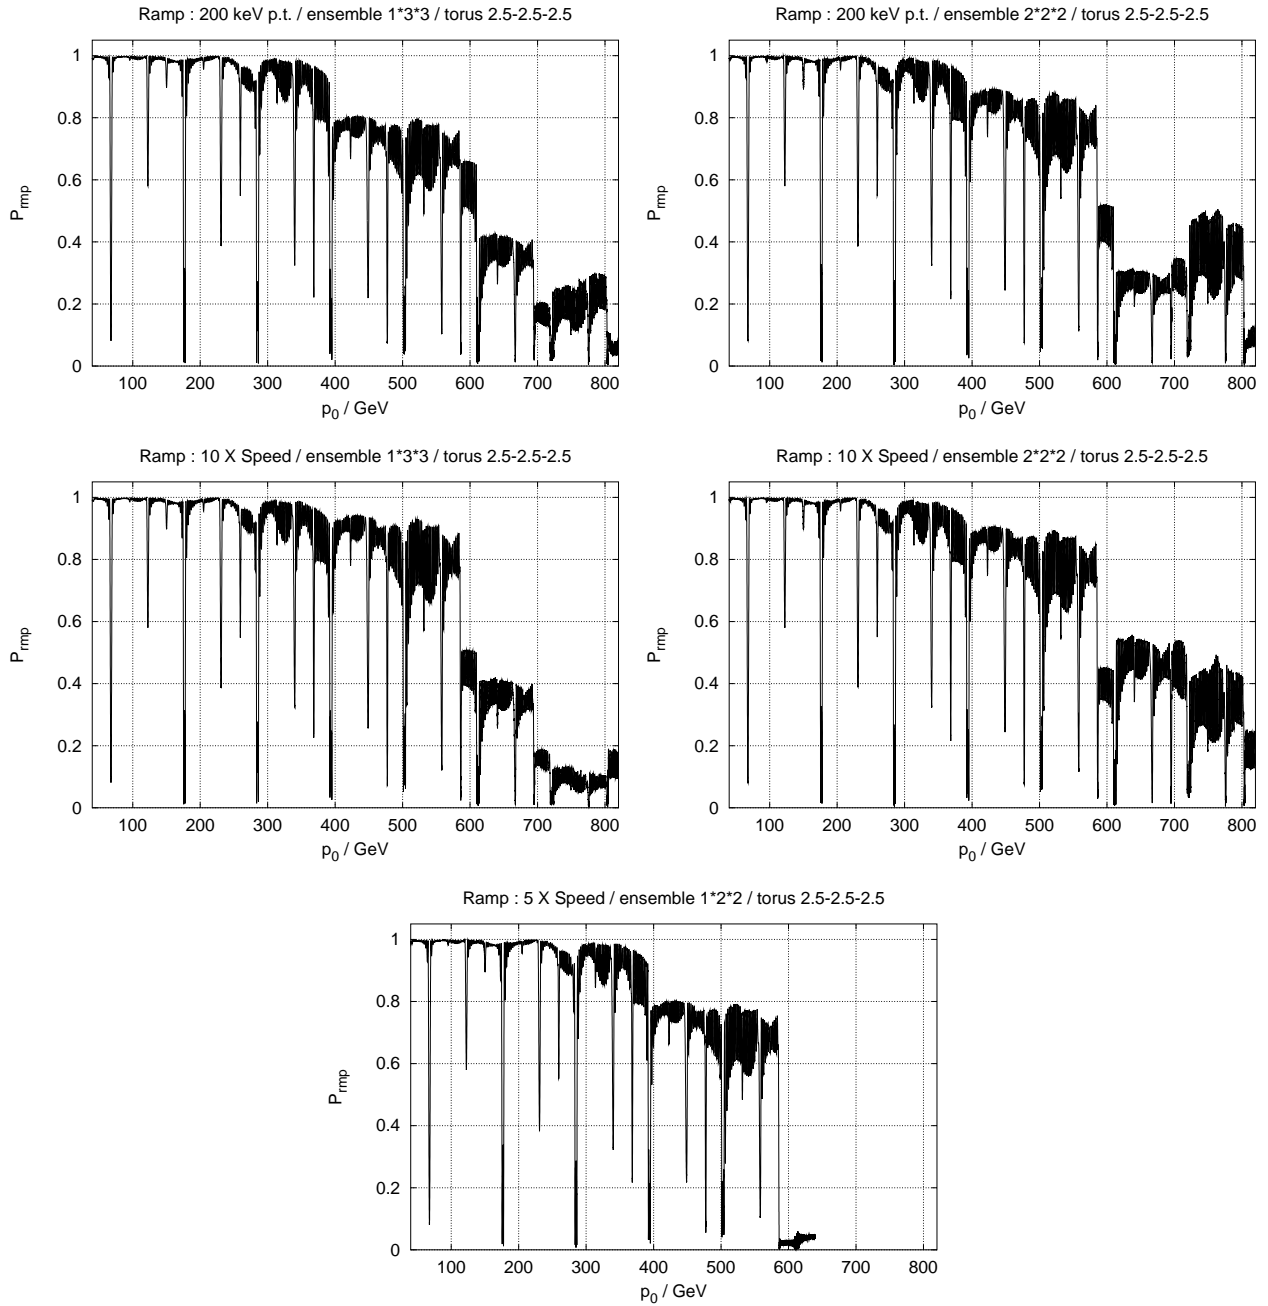 Ramp : 200 keV p.t. / ensemble 1*3*3 / torus 2.5-2.5-2.5
1
0.8
0.6
0.4
0.2
0
P_rmp
100 200 300 400 500 600 700 800
p_0 / GeV
Ramp : 200 keV p.t. / ensemble 2*2*2 / torus 2.5-2.5-2.5
1
0.8
0.6
0.4
0.2
0
P_rmp
100 200 300 400 500 600 700 800
p_0 / GeV
Ramp : 10 X Speed / ensemble 1*3*3 / torus 2.5-2.5-2.5
1
0.8
0.6
0.4
0.2
0
P_rmp
100 200 300 400 500 600 700 800
p_0 / GeV
Ramp : 10 X Speed / ensemble 2*2*2 / torus 2.5-2.5-2.5
1
0.8
0.6
0.4
0.2
0
P_rmp
100 200 300 400 500 600 700 800
p_0 / GeV
Ramp : 5 X Speed / ensemble 1*2*2 / torus 2.5-2.5-2.5
1
0.8
0.6
0.4
0.2
0
P_rmp
100 200 300 400 500 600 700 800
p_0 / GeV